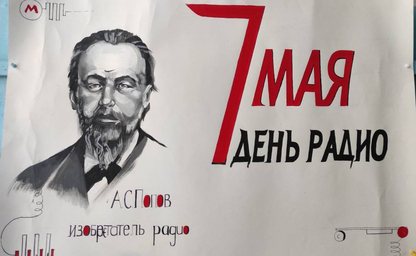 М
7 МАЯ
ДЕНЬ РАДИО
А.С Попов
изобретатель радио